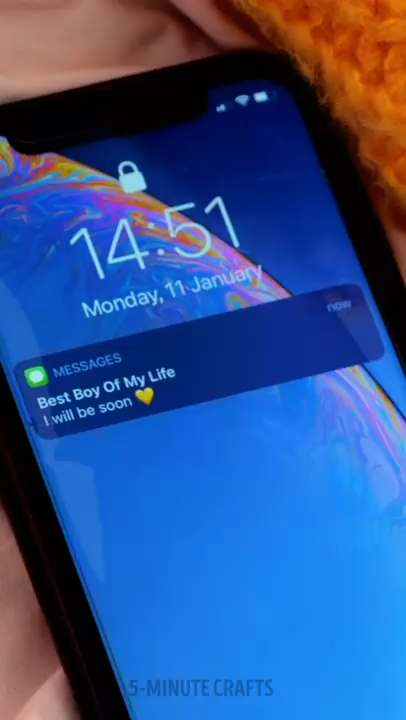 14:51
Monday, 11 January
MESSAGES
now
Best Boy Of My Life
I will be soon 💛
5-MINUTE CRAFTS